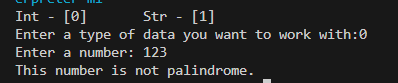 Int - [0] Str - [1]
Enter a type of data you want to work with:0
Enter a number: 123
This number is not palindrome.